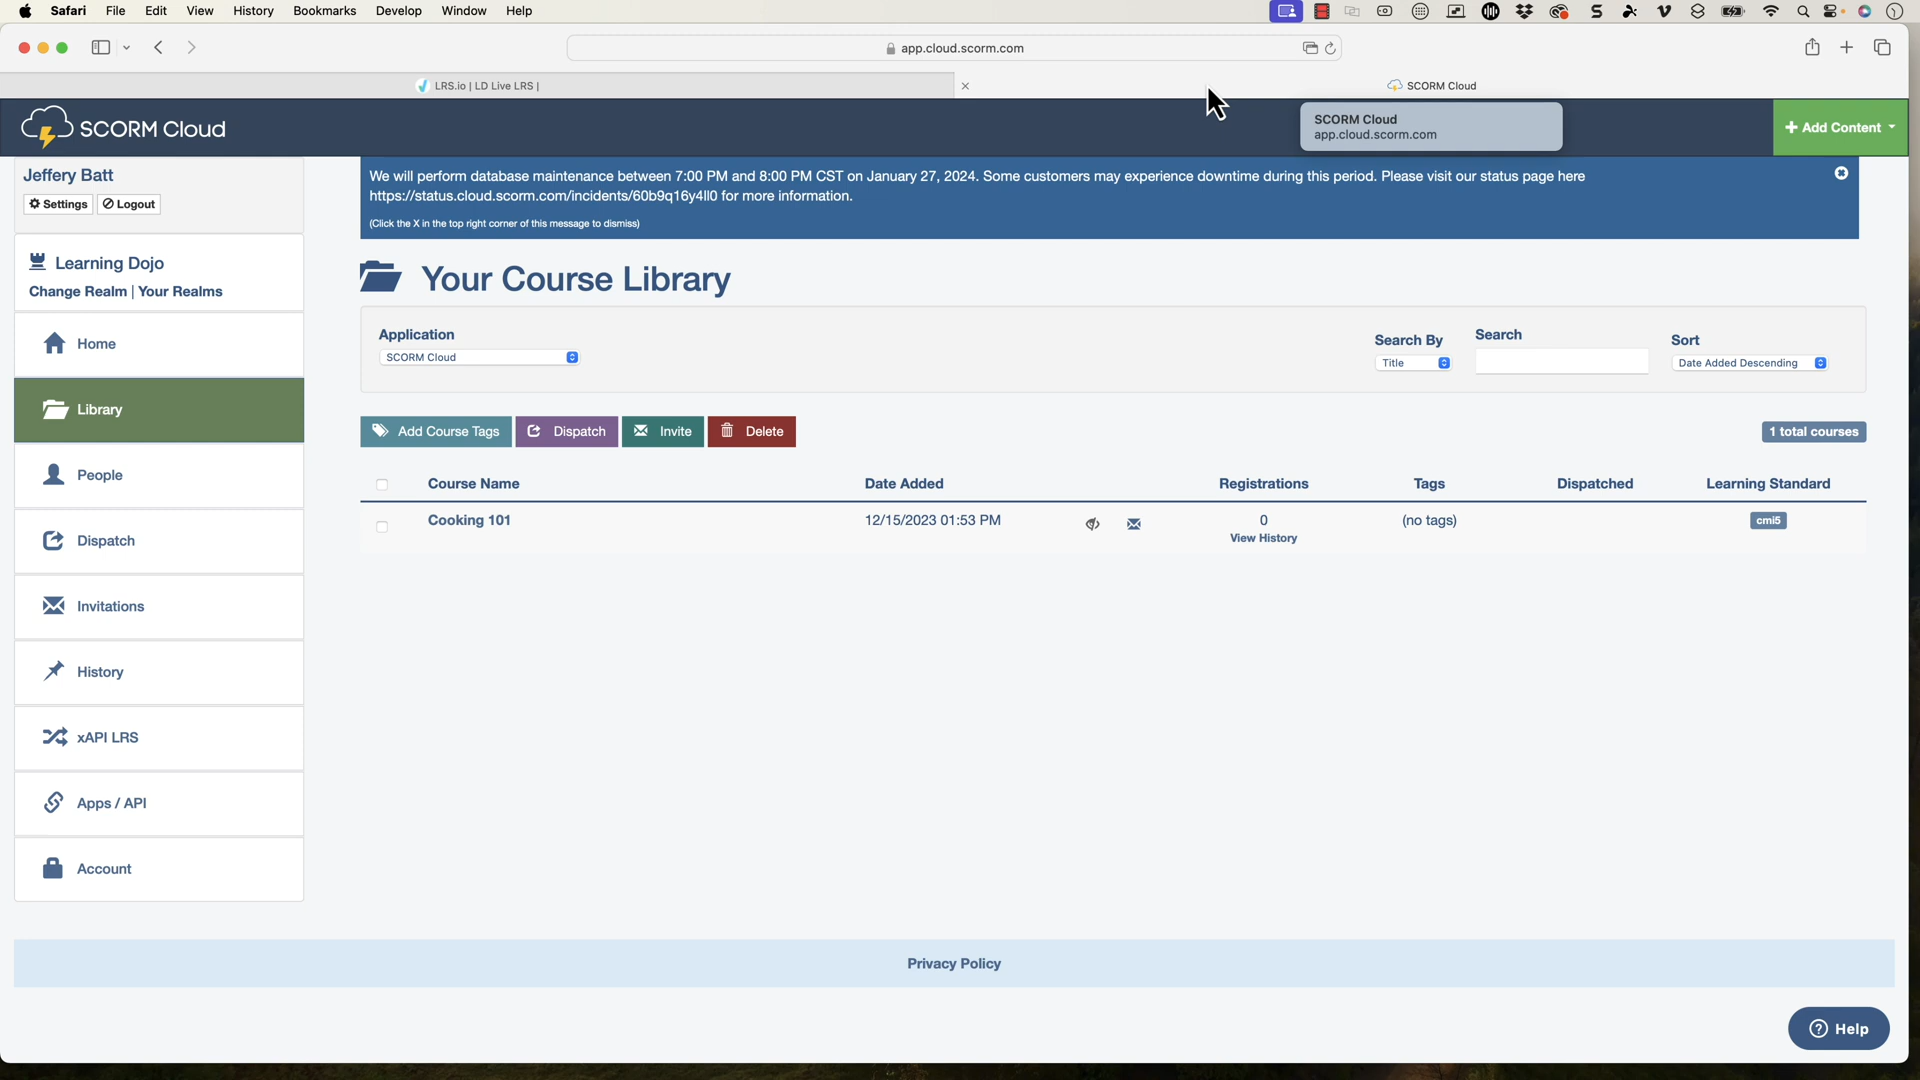 Safari File Edit View History Bookmarks Develop Window Help
app.cloud.scorm.com
LRS.io | LD Live LRS |
SCORM Cloud
SCORM Cloud
SCORM Cloud
app.cloud.scorm.com
+ Add Content
Jeffery Batt
Settings
Logout
We will perform database maintenance between 7:00 PM and 8:00 PM CST on January 27, 2024. Some customers may experience downtime during this period. Please visit our status page here
https://status.cloud.scorm.com/incidents/60b9q16y4ll0 for more information.
(Click the X in the top right corner of this message to dismiss)
Learning Dojo
Change Realm | Your Realms
Home
Library
People
Dispatch
Invitations
History
xAPI LRS
Apps / API
Account
Your Course Library
Application
SCORM Cloud
Search By
Title
Search
Sort
Date Added Descending
Add Course Tags
Dispatch
Invite
Delete
1 total courses
Course Name Date Added Registrations Tags Dispatched Learning Standard
Cooking 101 12/15/2023 01:53 PM 0 (no tags) cmi5
View History
Privacy Policy
Help